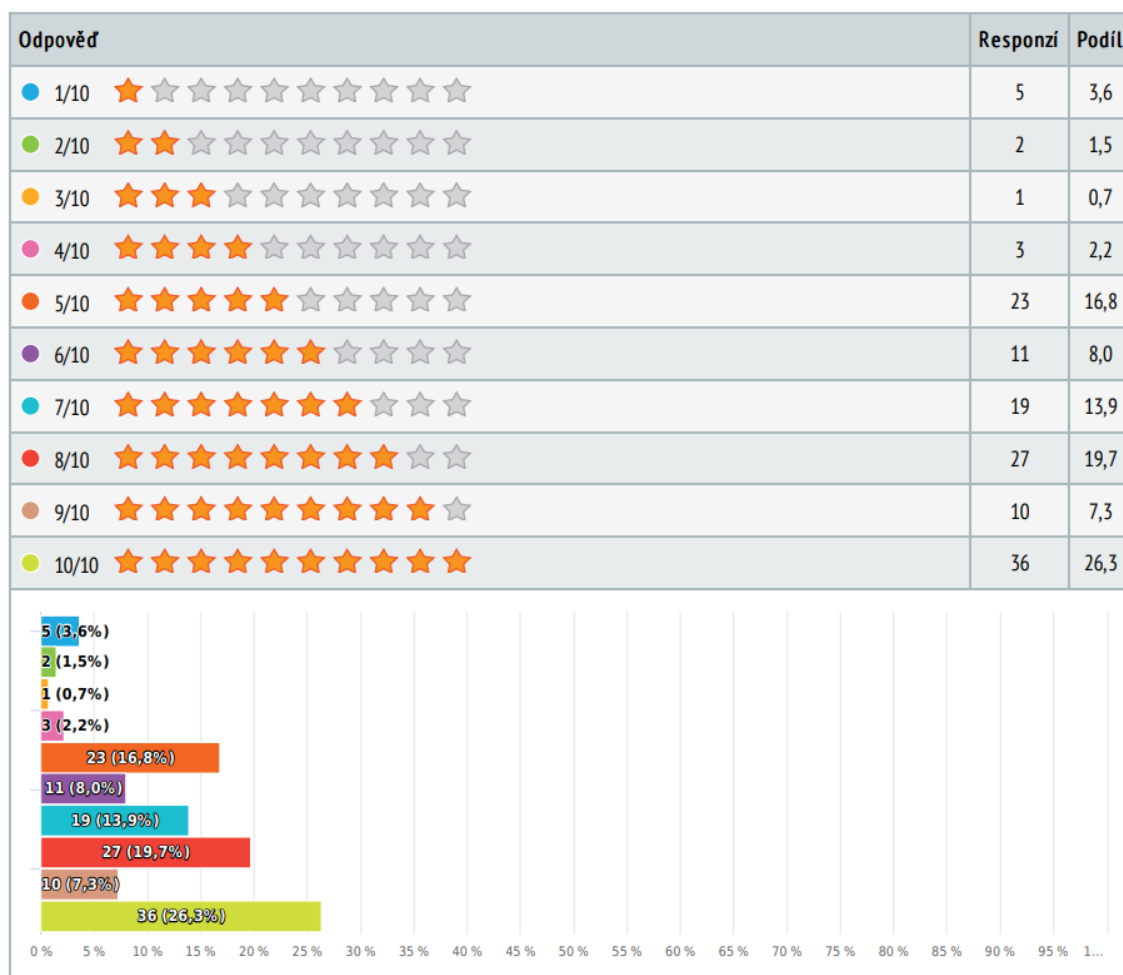 Odpověď Responzí Podíl
1/10 5 3,6
2/10 2 1,5
3/10 1 0,7
4/10 3 2,2
5/10 23 16,8
6/10 11 8,0
7/10 19 13,9
8/10 27 19,7
9/10 10 7,3
10/10 36 26,3
5 (3,6%)
2 (1,5%)
1 (0,7%)
3 (2,2%)
23 (16,8%)
11 (8,0%)
19 (13,9%)
27 (19,7%)
10 (7,3%)
36 (26,3%)
0 % 5 % 10 % 15 % 20 % 25 % 30 % 35 % 40 % 45 % 50 % 55 % 60 % 65 % 70 % 75 % 80 % 85 % 90 % 95 % 1...